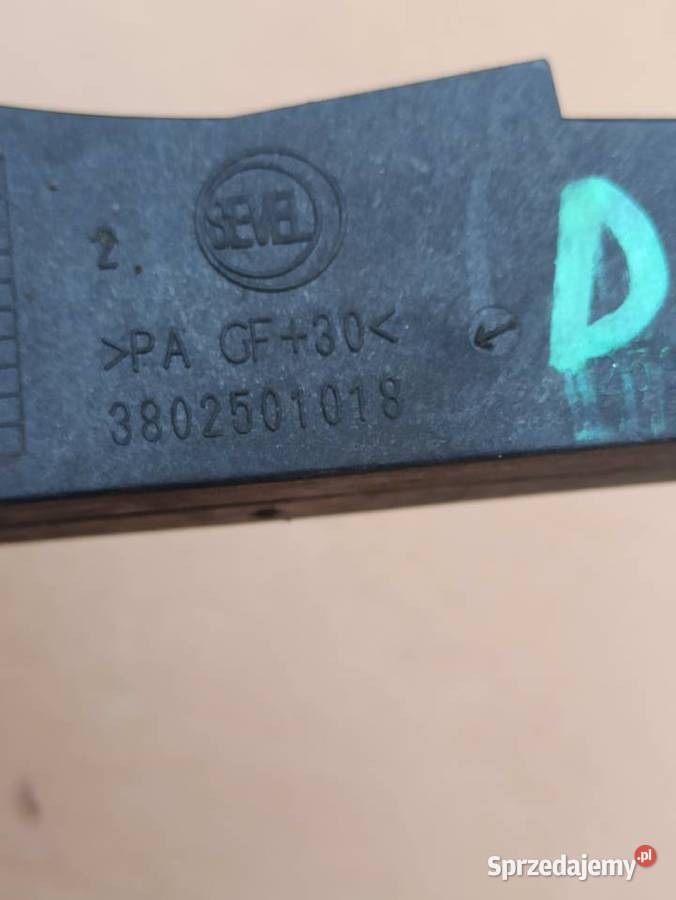 SEVEL
2.
>PA GF+30<
3802501018
D
Sprzedajemy.pl